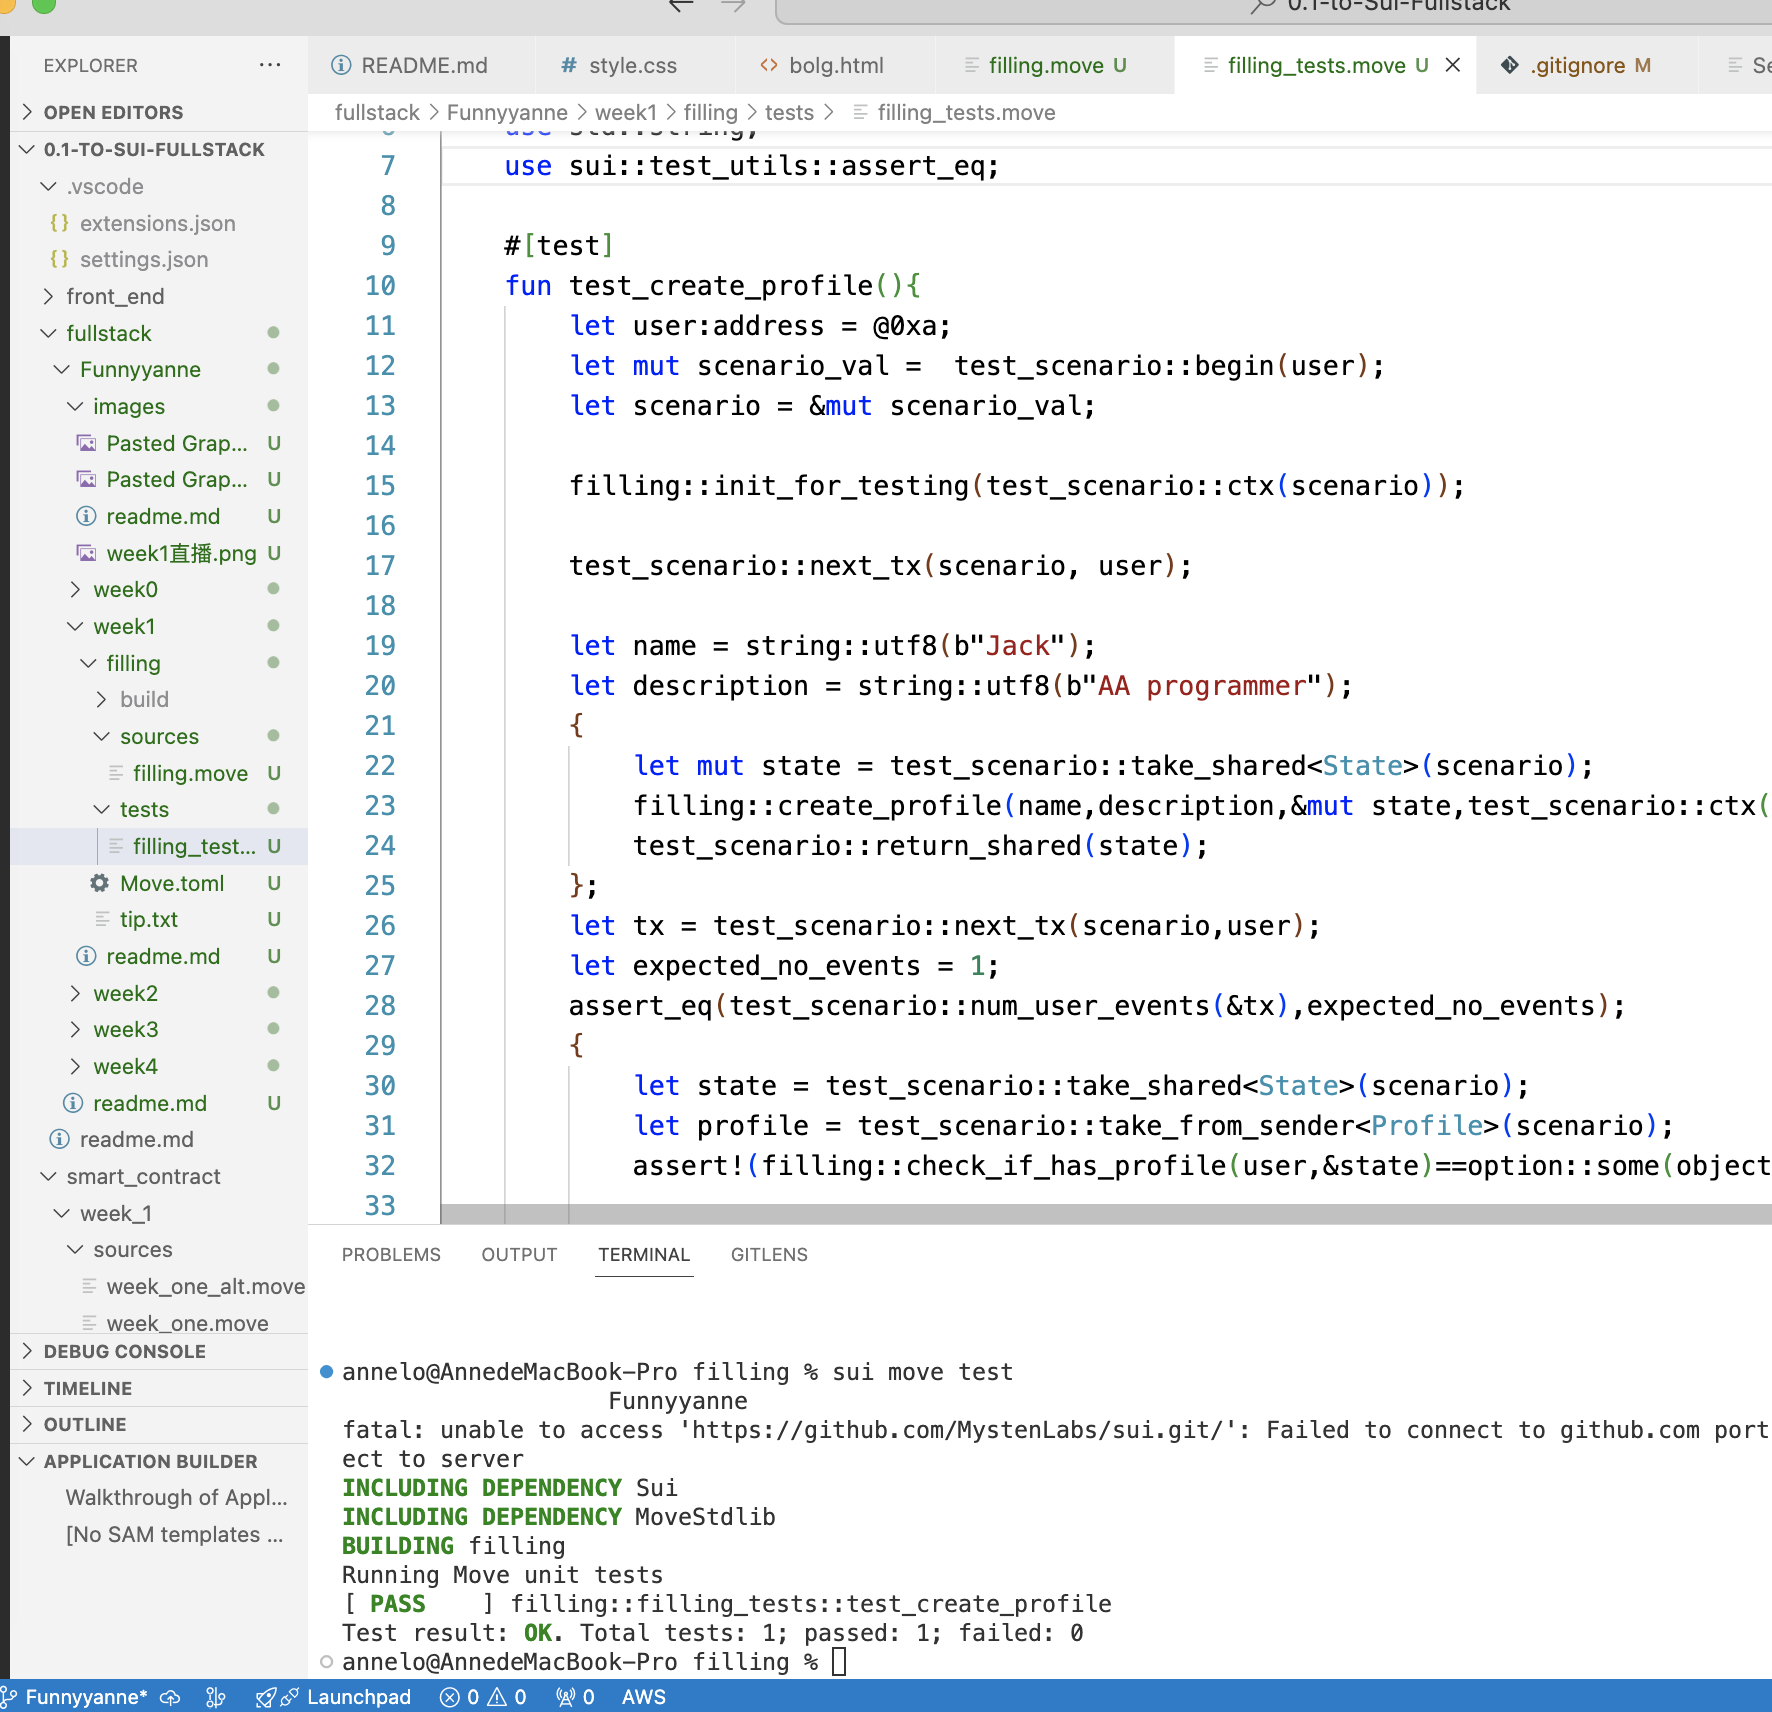 0.1-to-Sui-Fullstack
EXPLORER ···
README.md
# style.css
<> bolg.html
filling.move U
filling_tests.move U
.gitignore M
OPEN EDITORS
fullstack > Funnyyanne > week1 > filling > tests > filling_tests.move
0.1-TO-SUI-FULLSTACK
.vscode
{} extensions.json
{} settings.json
front_end
fullstack
Funnyyanne
images
Pasted Grap... U
Pasted Grap... U
readme.md U
week1直播.png U
week0
week1
filling
build
sources
filling.move U
tests
filling_test... U
Move.toml U
tip.txt U
readme.md U
week2
week3
week4
readme.md U
readme.md
smart_contract
week_1
sources
week_one_alt.move
week_one.move
DEBUG CONSOLE
TIMELINE
OUTLINE
APPLICATION BUILDER
Walkthrough of Appl...
[No SAM templates ...
6 use std::string;
7 use sui::test_utils::assert_eq;
8
9 #[test]
10 fun test_create_profile(){
11 let user:address = @0xa;
12 let mut scenario_val =  test_scenario::begin(user);
13 let scenario = &mut scenario_val;
14
15 filling::init_for_testing(test_scenario::ctx(scenario));
16
17 test_scenario::next_tx(scenario, user);
18
19 let name = string::utf8(b"Jack");
20 let description = string::utf8(b"AA programmer");
21 {
22 let mut state = test_scenario::take_shared<State>(scenario);
23 filling::create_profile(name,description,&mut state,test_scenario::ctx(
24 test_scenario::return_shared(state);
25 };
26 let tx = test_scenario::next_tx(scenario,user);
27 let expected_no_events = 1;
28 assert_eq(test_scenario::num_user_events(&tx),expected_no_events);
29 {
30 let state = test_scenario::take_shared<State>(scenario);
31 let profile = test_scenario::take_from_sender<Profile>(scenario);
32 assert!(filling::check_if_has_profile(user,&state)==option::some(object
33
PROBLEMS OUTPUT TERMINAL GITLENS
annelo@AnnedeMacBook-Pro filling % sui move test
Funnyyanne
fatal: unable to access 'https://github.com/MystenLabs/sui.git/': Failed to connect to github.com port
ect to server
INCLUDING DEPENDENCY Sui
INCLUDING DEPENDENCY MoveStdlib
BUILDING filling
Running Move unit tests
[ PASS    ] filling::filling_tests::test_create_profile
Test result: OK. Total tests: 1; passed: 1; failed: 0
annelo@AnnedeMacBook-Pro filling %
Funnyyanne* Launchpad 0 0 0 AWS